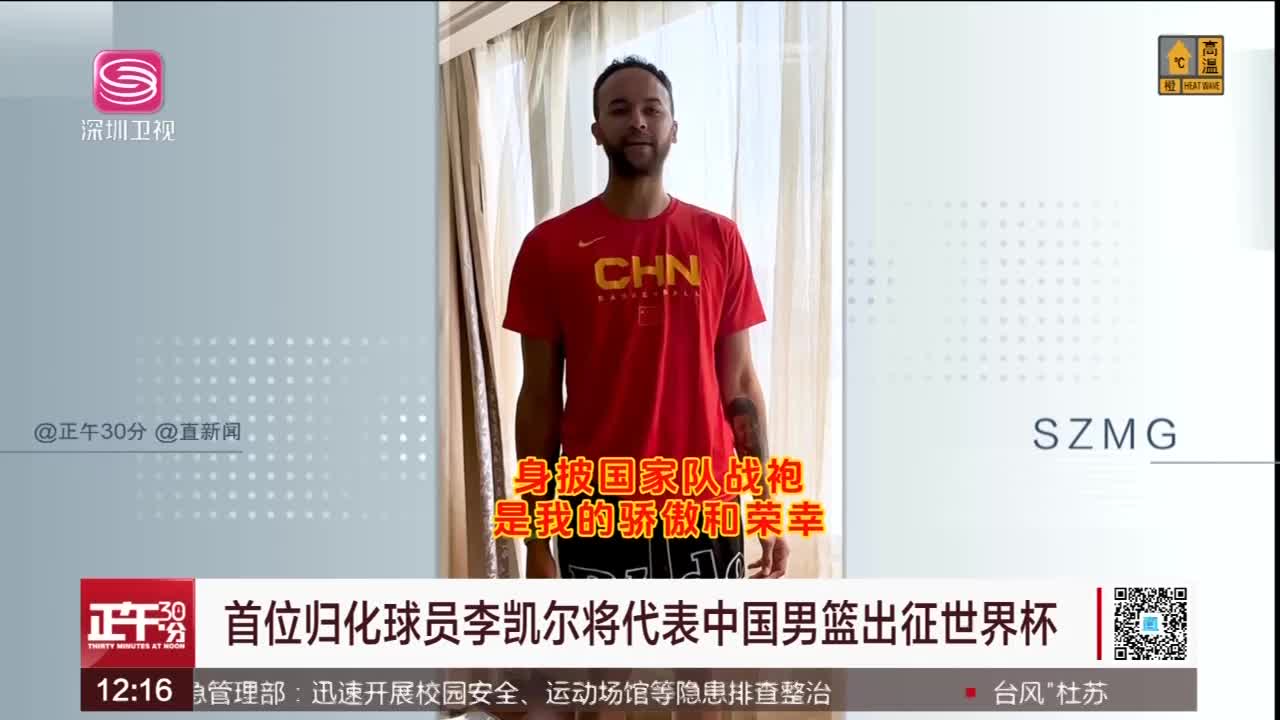 深圳卫视
高温
℃
橙
HEAT WAVE
CHN
BASKETBALL
@正午30分 @直新闻
SZMG
身披国家队战袍
是我的骄傲和荣幸
正午30分
THIRTY MINUTES AT NOON
首位归化球员李凯尔将代表中国男篮出征世界杯
12:16
急管理部：迅速开展校园安全、运动场馆等隐患排查整治
台风"杜苏